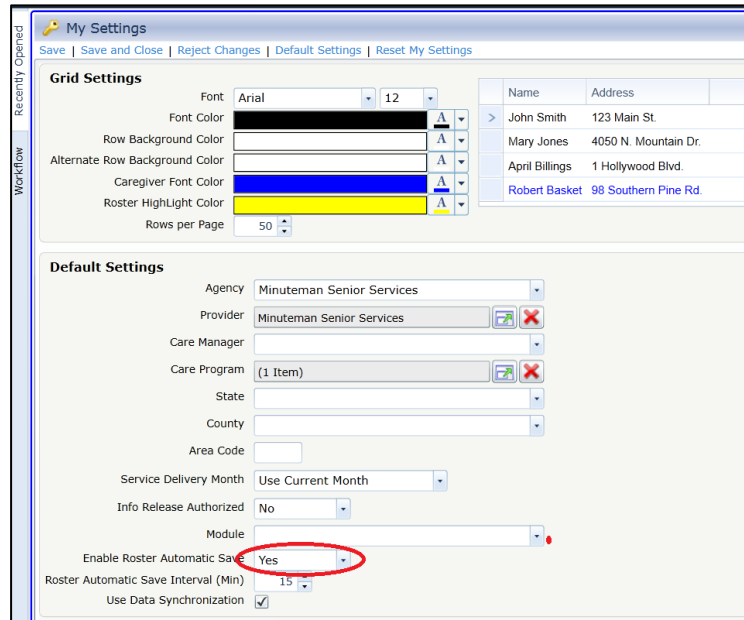 Recently Opened
Workflow
My Settings
Save | Save and Close | Reject Changes | Default Settings | Reset My Settings
Grid Settings
Font Arial 12
Font Color A
Row Background Color A
Alternate Row Background Color A
Caregiver Font Color A
Roster HighLight Color A
Rows per Page 50
Name Address
> John Smith 123 Main St.
Mary Jones 4050 N. Mountain Dr.
April Billings 1 Hollywood Blvd.
Robert Basket 98 Southern Pine Rd.
Default Settings
Agency Minuteman Senior Services
Provider Minuteman Senior Services
Care Manager
Care Program (1 Item)
State
County
Area Code
Service Delivery Month Use Current Month
Info Release Authorized No
Module
Enable Roster Automatic Save Yes
Roster Automatic Save Interval (Min) 15
Use Data Synchronization